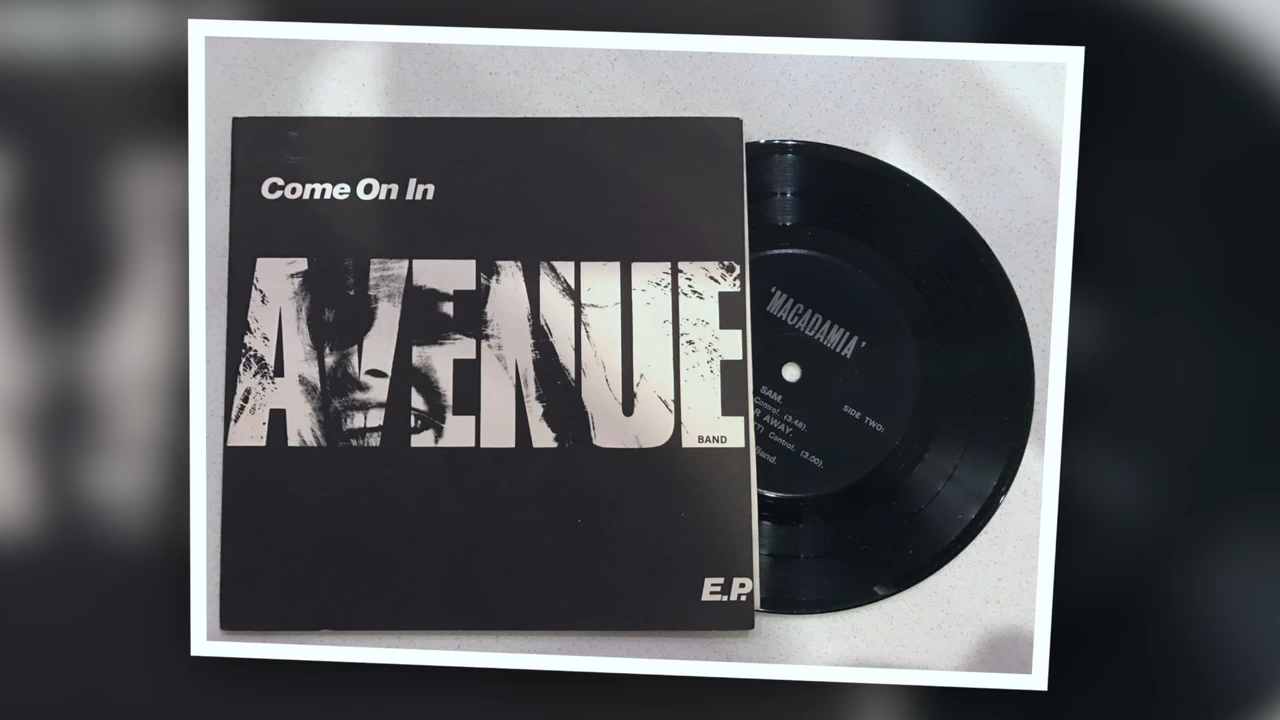 Come On In
AVENUE
BAND
E.P.
'MACADAMIA'
SIDE TWO:
SAM.
Control. (3.48).
R AWAY.
T) Control. (3.00).
Band.